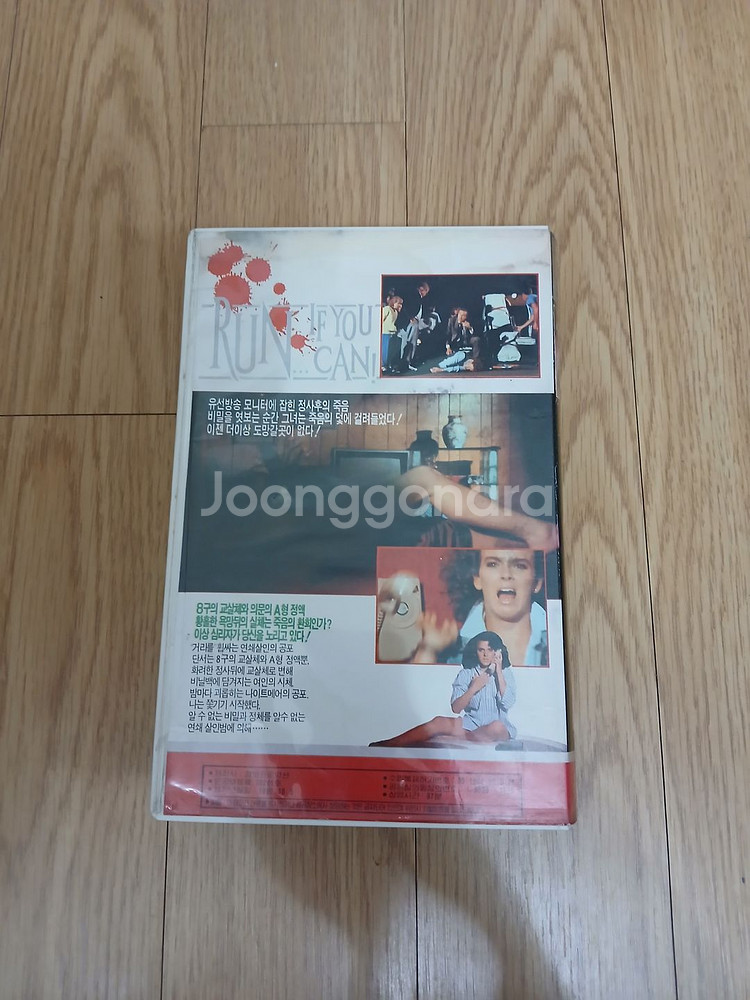 RUN... IF YOU
CAN!
유선방송 모니터에 잡힌 정사후의 죽음
비밀을 엿보는 순간 그녀는 죽음의 덫에 걸려들었다!
이젠 더이상 도망갈곳이 없다!
Joonggonara
8구의 교살체와 의문의 A형 정액
황홀한 욕망뒤의 실체는 죽음의 환희인가?
이상 심리자가 당신을 노리고 있다!
거리를 휩싸는 연쇄살인의 공포
단서는 8구의 교살체와 A형 정액뿐.
화려한 정사뒤에 교살체로 변해
비닐백에 담겨지는 여인의 사체.
밤마다 괴롭히는 나이트메어의 공포.
나는 쫓기기 시작했다.
알 수 없는 비밀과 정체를 알수 없는
연쇄 살인범에 의해……